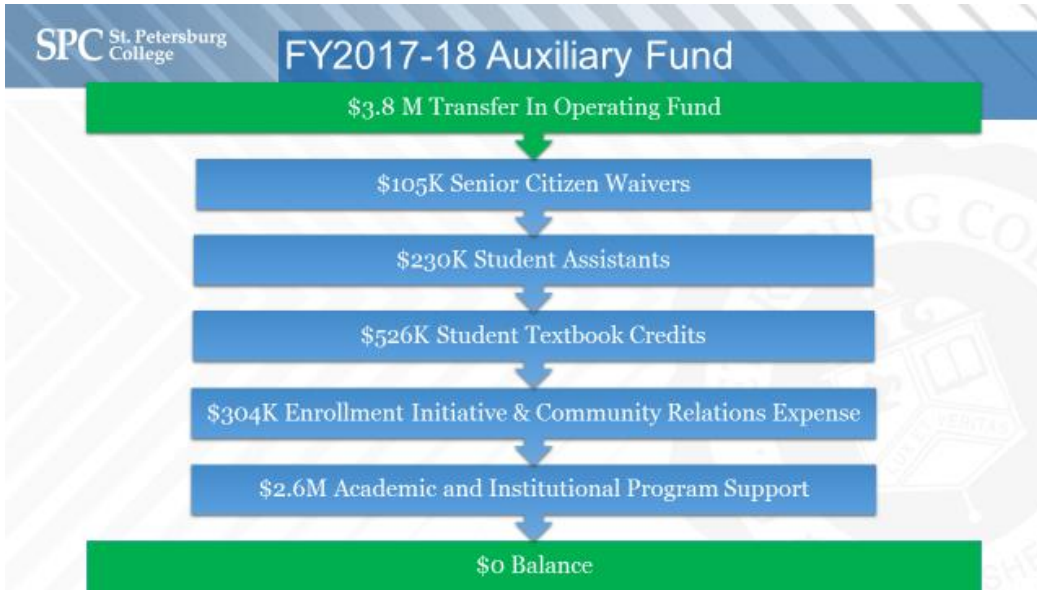 SPC St. Petersburg
College
FY2017-18 Auxiliary Fund
$3.8 M Transfer In Operating Fund
$105K Senior Citizen Waivers
$230K Student Assistants
$526K Student Textbook Credits
$304K Enrollment Initiative & Community Relations Expense
$2.6M Academic and Institutional Program Support
$0 Balance